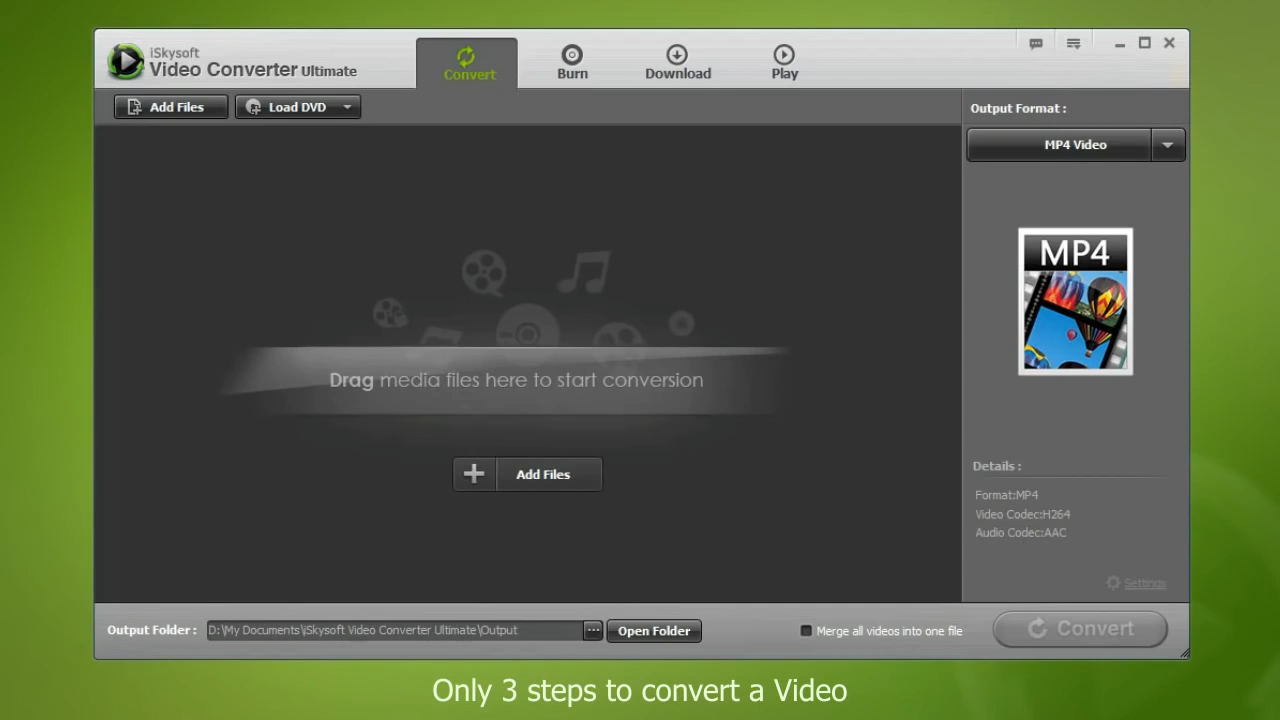 iSkysoft
Video Converter Ultimate
Convert
Burn
Download
Play
Add Files
Load DVD
Output Format :
MP4 Video
MP4
Drag media files here to start conversion
Add Files
Details :
Format:MP4
Video Codec:H264
Audio Codec:AAC
Settings
Output Folder :
D:\My Documents\iSkysoft Video Converter Ultimate\Output
...
Open Folder
Merge all videos into one file
Convert
Only 3 steps to convert a Video